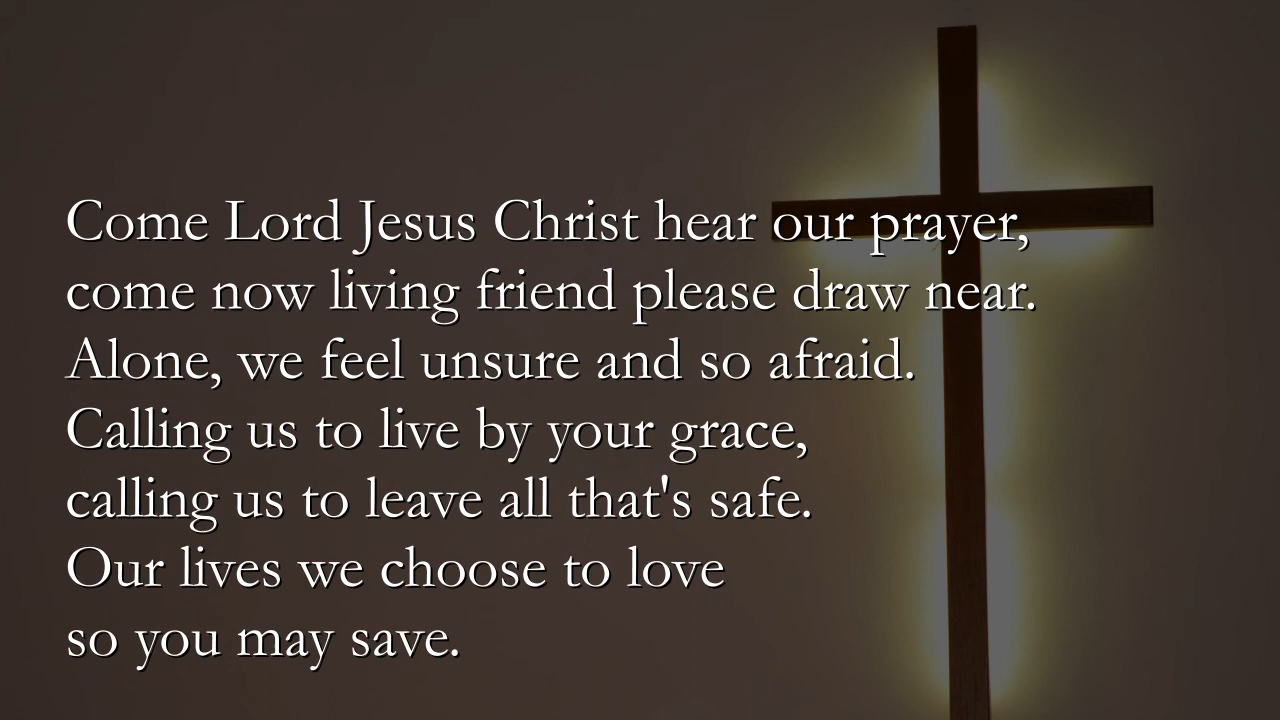 Come Lord Jesus Christ hear our prayer,
come now living friend please draw near.
Alone, we feel unsure and so afraid.
Calling us to live by your grace,
calling us to leave all that's safe.
Our lives we choose to love
so you may save.